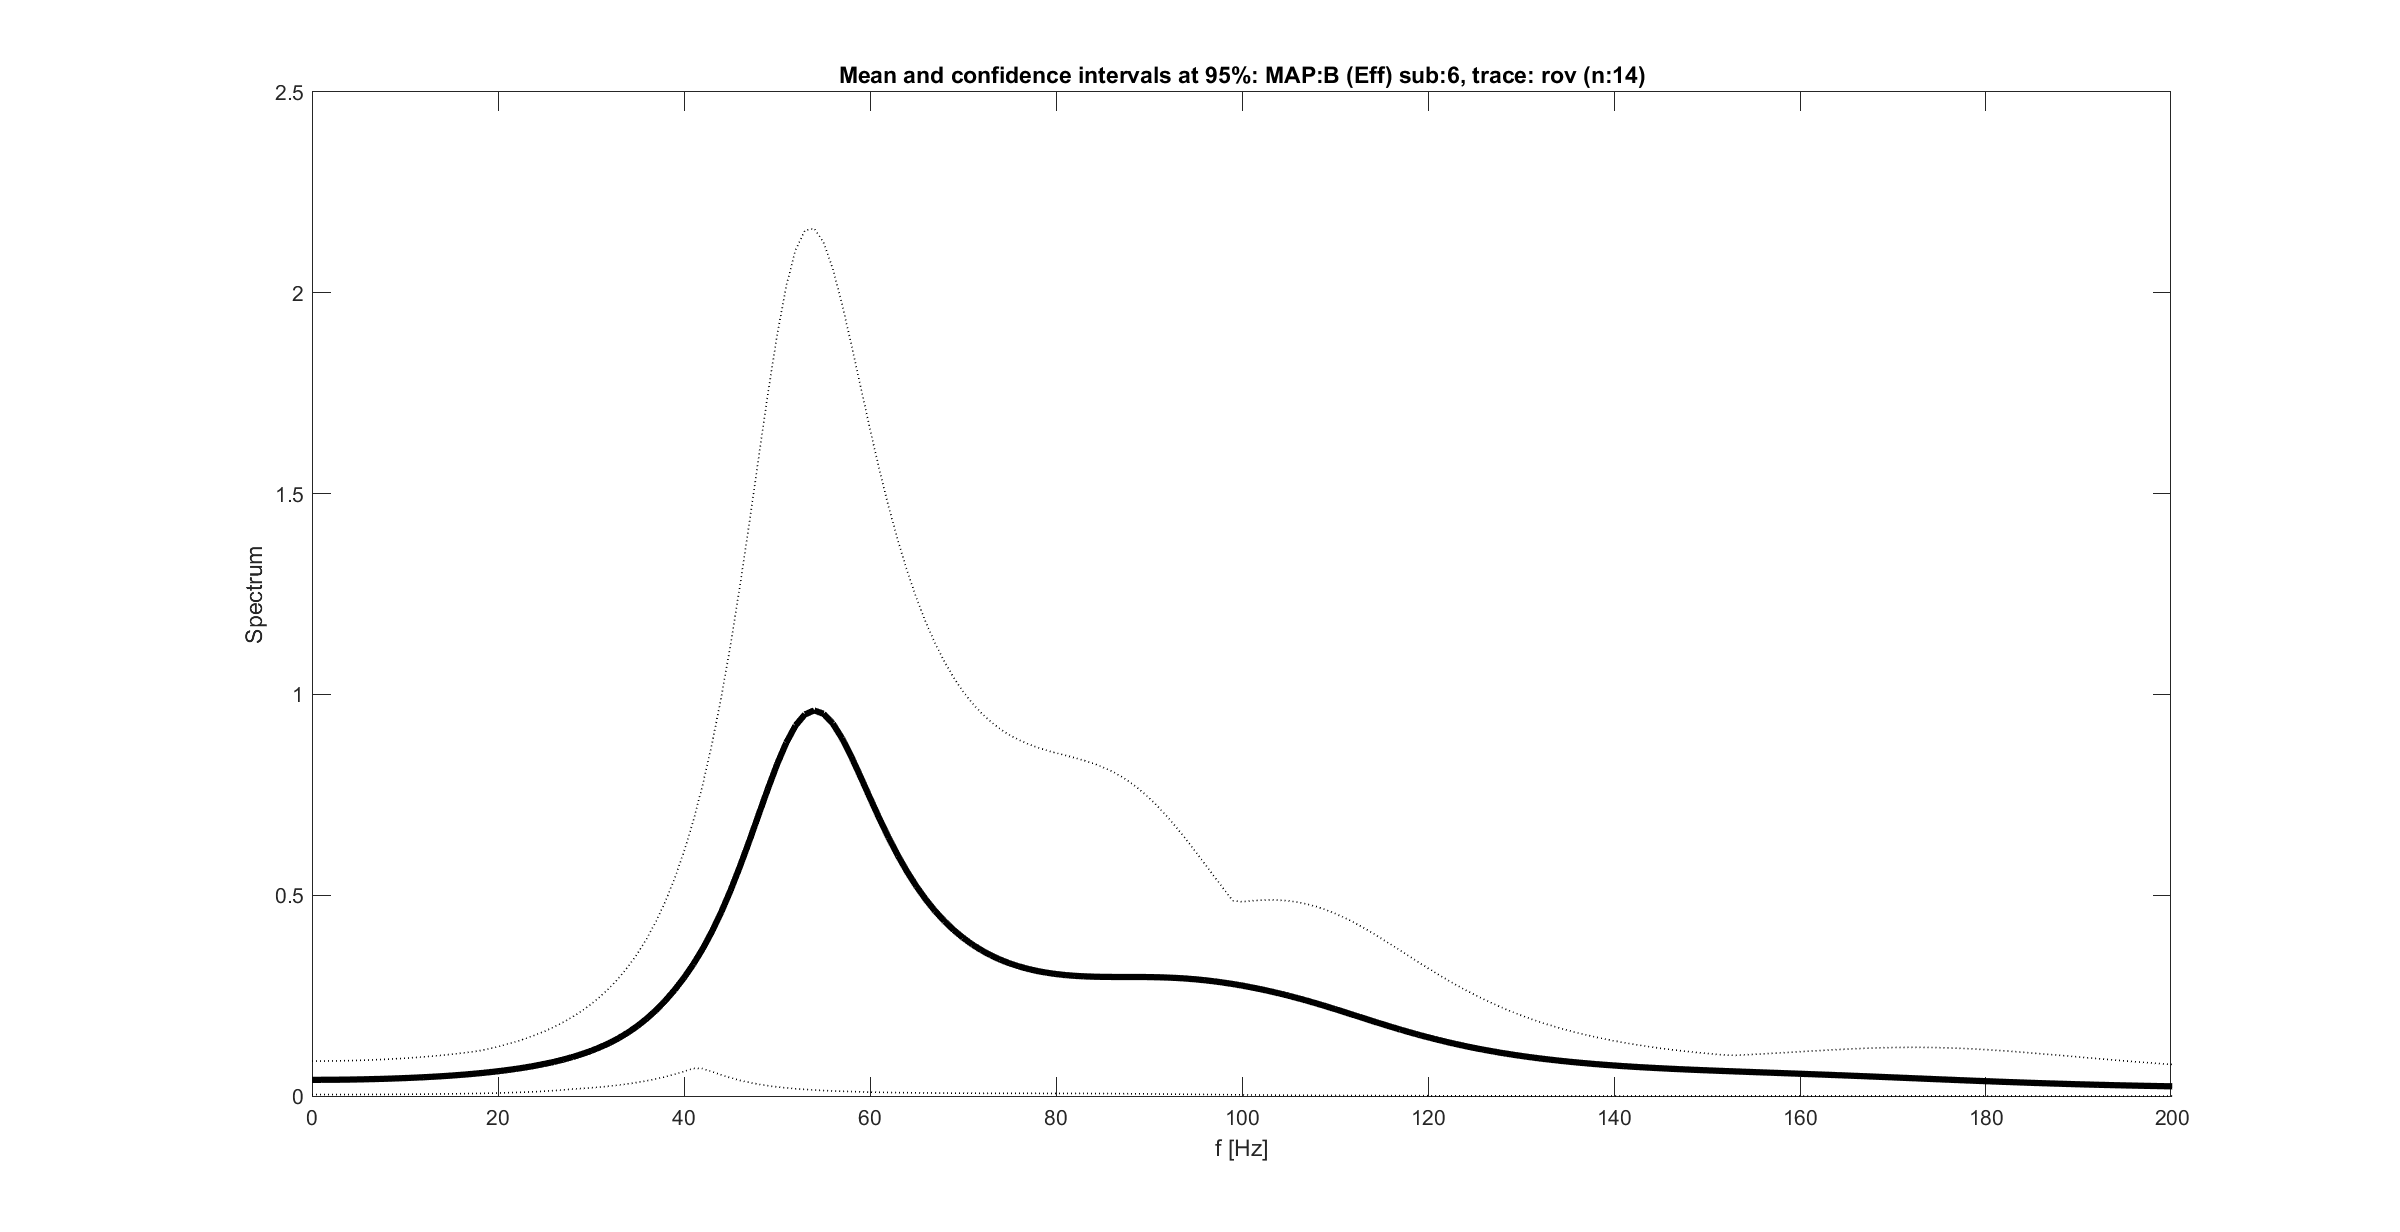 Mean and confidence intervals at 95%: MAP:B (Eff) sub:6, trace: rov (n:14)
2.5
2
1.5
1
0.5
0
Spectrum
0 20 40 60 80 100 120 140 160 180 200
f [Hz]